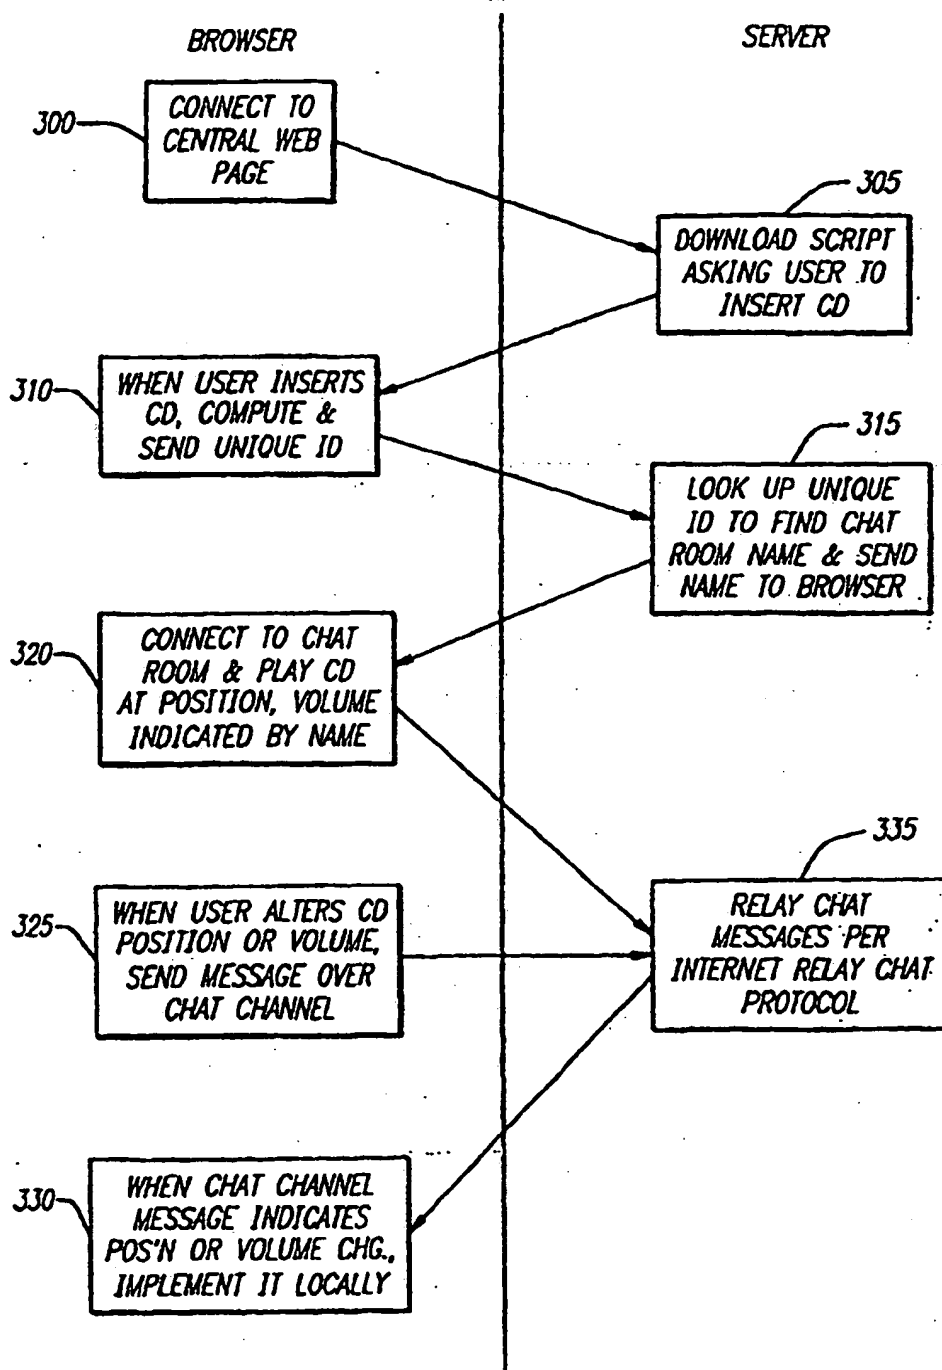 BROWSER
SERVER
300
CONNECT TO
CENTRAL WEB
PAGE
305
DOWNLOAD SCRIPT
ASKING USER TO
INSERT CD
310
WHEN USER INSERTS
CD, COMPUTE &
SEND UNIQUE ID
315
LOOK UP UNIQUE
ID TO FIND CHAT
ROOM NAME & SEND
NAME TO BROWSER
320
CONNECT TO CHAT
ROOM & PLAY CD
AT POSITION, VOLUME
INDICATED BY NAME
325
WHEN USER ALTERS CD
POSITION OR VOLUME,
SEND MESSAGE OVER
CHAT CHANNEL
335
RELAY CHAT
MESSAGES PER
INTERNET RELAY CHAT
PROTOCOL
330
WHEN CHAT CHANNEL
MESSAGE INDICATES
POS'N OR VOLUME CHG.,
IMPLEMENT IT LOCALLY